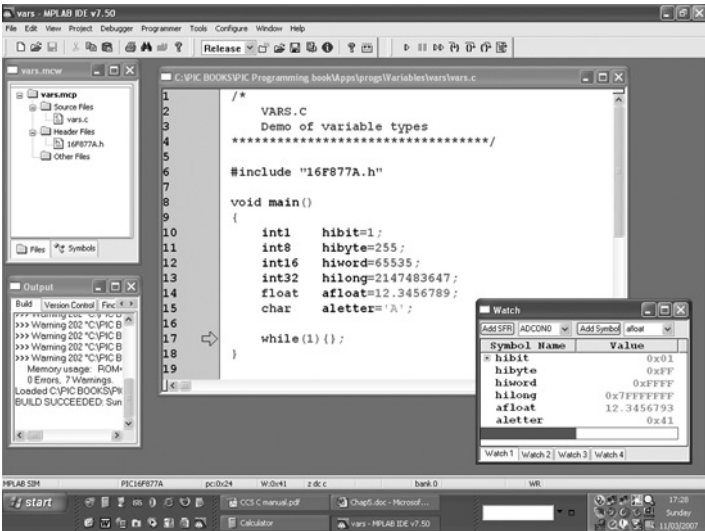 vars - MPLAB IDE v7.50
File Edit View Project Debugger Programmer Tools Configure Window Help
Release
vars.mcw
vars.mcp
Source Files
vars.c
Header Files
16F877A.h
Other Files
Files Symbols
C:\PIC BOOKS\PIC Programming book\Apps\progs\Variables\vars\vars.c
1 /*
2 VARS.C
3 Demo of variable types
4 **********************************/
5
6 #include "16F877A.h"
7
8 void main()
9 {
10 int1 hibit=1;
11 int8 hibyte=255;
12 int16 hiword=65535;
13 int32 hilong=2147483647;
14 float afloat=12.3456789;
15 char aletter='A';
16
17 while(1){};
18 }
19
Output
Build Version Control Finc
>>> Warning 202 "C:\PIC B
>>> Warning 202 "C:\PIC B
>>> Warning 202 "C:\PIC B
>>> Warning 202 "C:\PIC B
>>> Warning 202 "C:\PIC B
Memory usage: ROM=
0 Errors, 7 Warnings.
Loaded C:\PIC BOOKS\PI
BUILD SUCCEEDED: Sun
Watch
Add SFR ADCON0 Add Symbol afloat
Symbol Name Value
hibit 0x01
hibyte 0xFF
hiword 0xFFFF
hilong 0x7FFFFFFF
afloat 12.3456793
aletter 0x41
Watch 1 Watch 2 Watch 3 Watch 4
MPLAB SIM PIC16F877A pc:0x24 W:0x41 z dc c bank 0 WR
start CCS C manual.pdf Chap5.doc - Microsof... 17:28
Sunday
Calculator vars - MPLAB IDE v7.50 11/03/2007